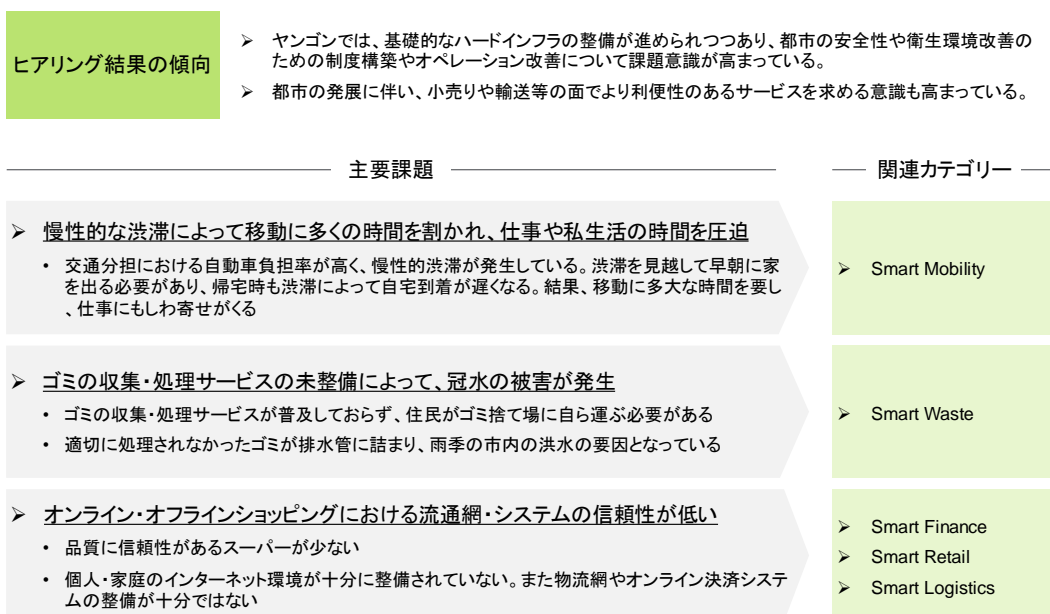 ヒアリング結果の傾向
➢ ヤンゴンでは、基礎的なハードインフラの整備が進められつつあり、都市の安全性や衛生環境改善の
ための制度構築やオペレーション改善について課題意識が高まっている。
➢ 都市の発展に伴い、小売りや輸送等の面でより利便性のあるサービスを求める意識も高まっている。
主要課題
関連カテゴリー
➢ 慢性的な渋滞によって移動に多くの時間を割かれ、仕事や私生活の時間を圧迫
• 交通分担における自動車負担率が高く、慢性的渋滞が発生している。渋滞を見越して早朝に家
を出る必要があり、帰宅時も渋滞によって自宅到着が遅くなる。結果、移動に多大な時間を要し
、仕事にもしわ寄せがくる
➢ Smart Mobility
➢ ゴミの収集・処理サービスの未整備によって、冠水の被害が発生
• ゴミの収集・処理サービスが普及しておらず、住民がゴミ捨て場に自ら運ぶ必要がある
• 適切に処理されなかったゴミが排水管に詰まり、雨季の市内の洪水の要因となっている
➢ Smart Waste
➢ オンライン・オフラインショッピングにおける流通網・システムの信頼性が低い
• 品質に信頼性があるスーパーが少ない
• 個人・家庭のインターネット環境が十分に整備されていない。また物流網やオンライン決済システ
ムの整備が十分ではない
➢ Smart Finance
➢ Smart Retail
➢ Smart Logistics